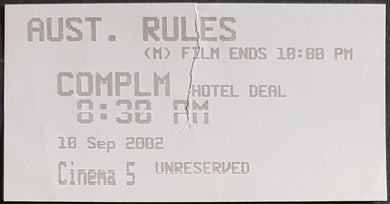 AUST. RULES
(M) FILM ENDS 10:00 PM
COMPLM HOTEL DEAL
8:30 PM
10 Sep 2002
Cinema 5 UNRESERVED